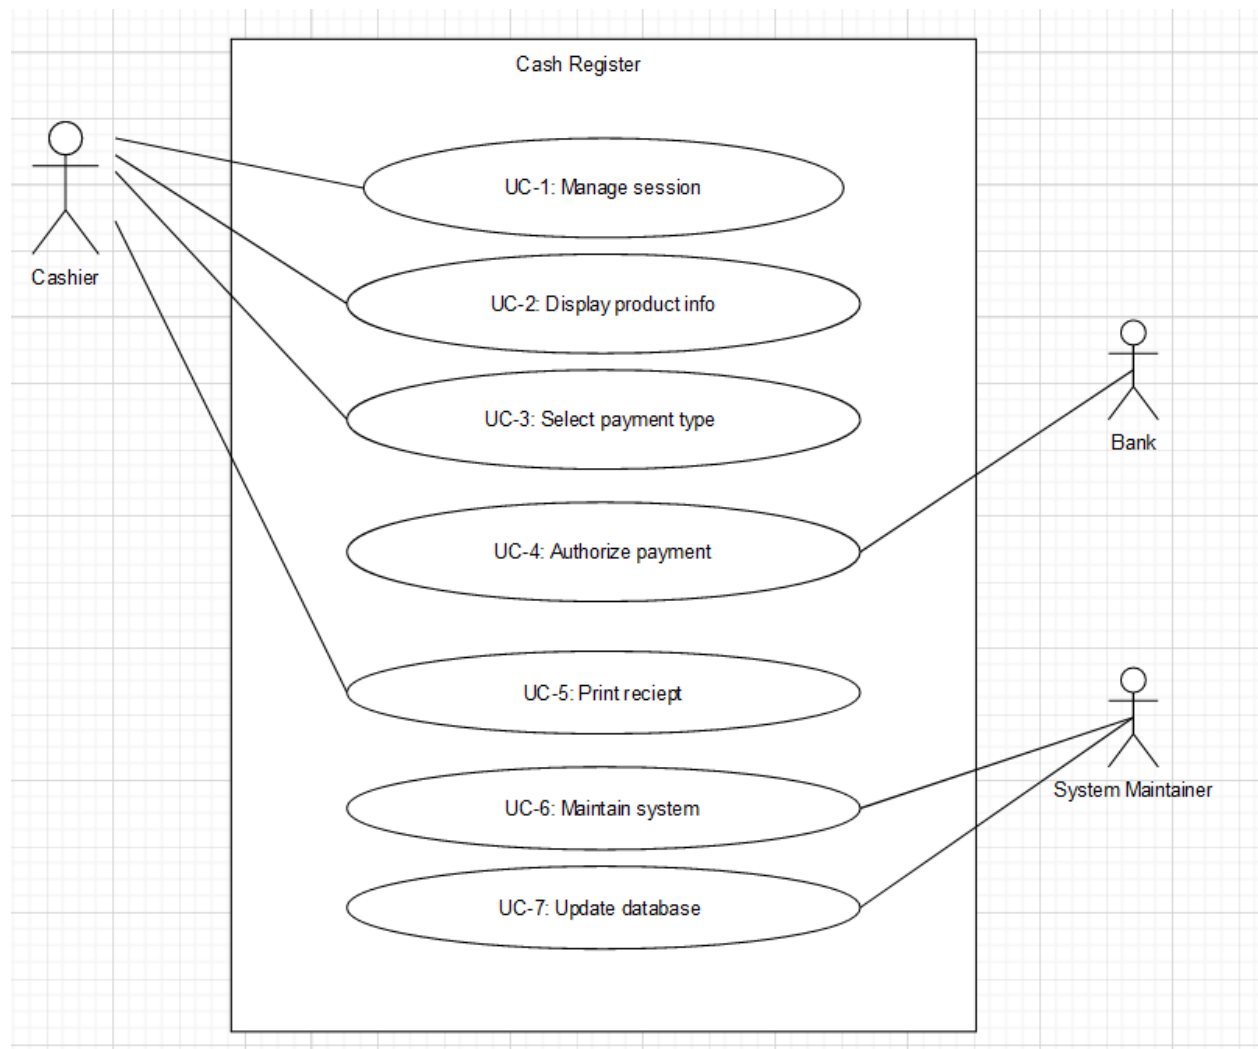 Cash Register
UC-1: Manage session
Cashier
UC-2: Display product info
UC-3: Select payment type
Bank
UC-4: Authorize payment
UC-5: Print reciept
System Maintainer
UC-6: Maintain system
UC-7: Update database